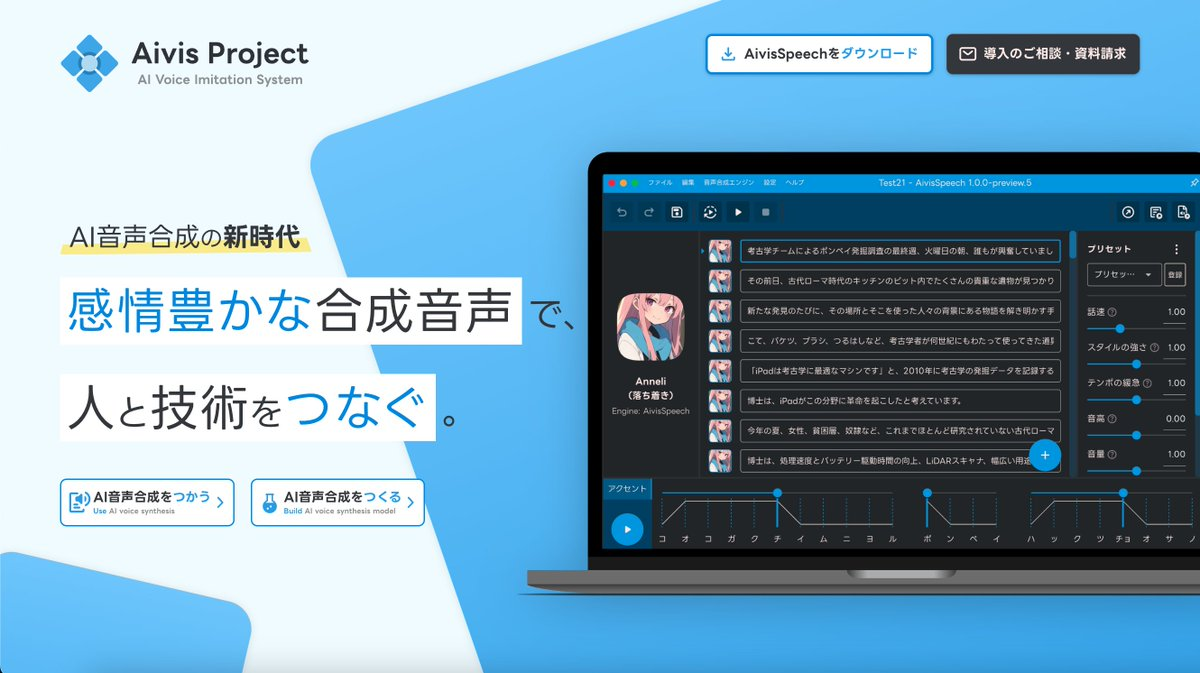 Aivis Project
AI Voice Imitation System
AivisSpeechをダウンロード
導入のご相談・資料請求
AI音声合成の新時代
感情豊かな合成音声で、
人と技術をつなぐ。
AI音声合成をつかう
Use AI voice synthesis
AI音声合成をつくる
Build AI voice synthesis model
ファイル 編集 音声合成エンジン 設定 ヘルプ
Test21 - AivisSpeech 1.0.0-preview.5
Anneli
（落ち着き）
Engine: AivisSpeech
考古学チームによるポンペイ発掘調査の最終週、火曜日の朝、誰もが興奮していまし
その前日、古代ローマ時代のキッチンのピット内でたくさんの貴重な遺物が見つかり
新たな発見のたびに、その場所とそこを使った人々の背景にある物語を解き明かす手
こて、バケツ、ブラシ、つるはしなど、考古学者が何世紀にもわたって使ってきた道具
「iPadは考古学に最適なマシンです」と、2010年に考古学の発掘データを記録する
博士は、iPadがこの分野に革命を起こしたと考えています。
今年の夏、女性、貧困層、奴隷など、これまでほとんど研究されていない古代ローマ
博士は、処理速度とバッテリー駆動時間の向上、LiDARスキャナ、幅広い用途
プリセット
プリセッ…
登録
話速 1.00
スタイルの強さ 1.00
テンポの緩急 1.00
音高 0.00
音量 1.00
アクセント
コ オ コ ガ ク チ イ ム ニ ヨ ル ポ ン ペ イ ハ ッ ク ツ チョ オ サ ノ